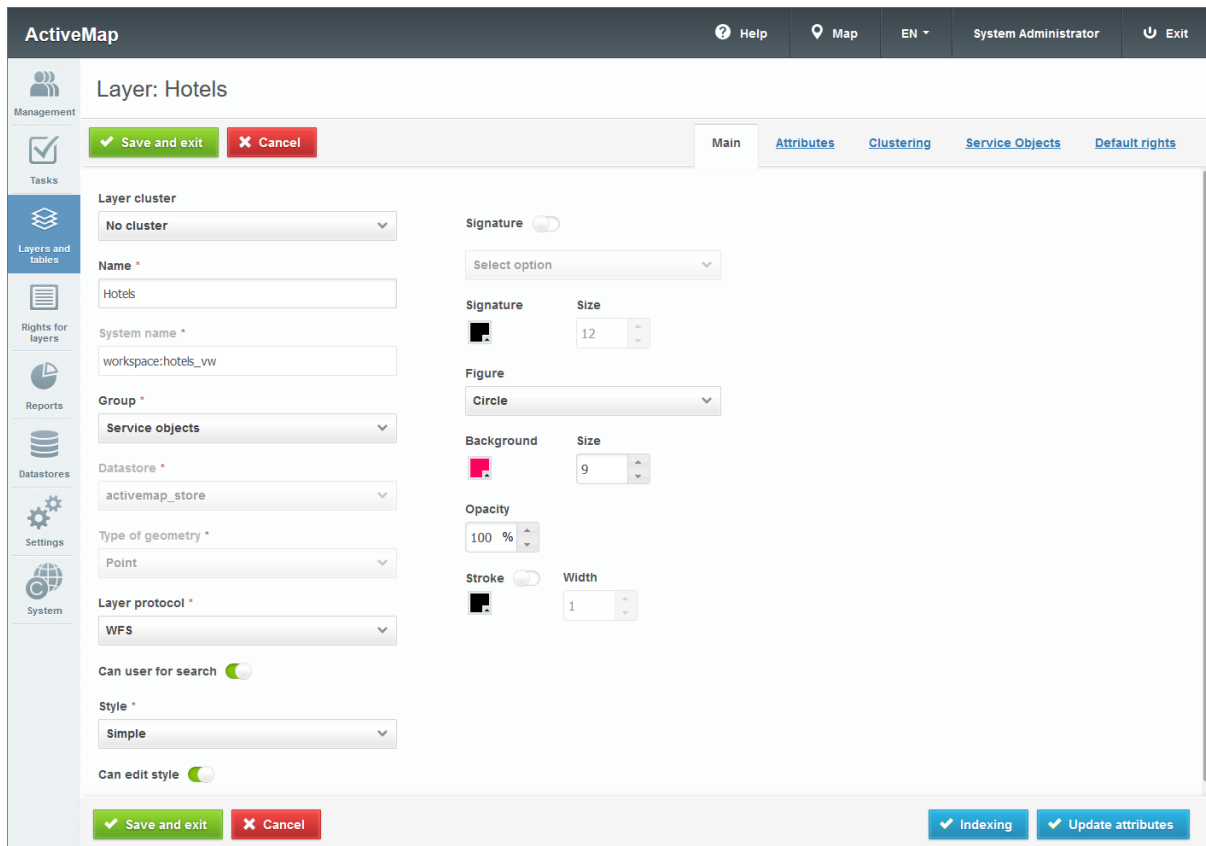 ActiveMap
Help
Map
EN
System Administrator
Exit
Management
Tasks
Layers and
tables
Rights for
layers
Reports
Datastores
Settings
System
Layer: Hotels
Save and exit
Cancel
Main
Attributes
Clustering
Service Objects
Default rights
Layer cluster
No cluster
Name *
Hotels
System name *
workspace:hotels_vw
Group *
Service objects
Datastore *
activemap_store
Type of geometry *
Point
Layer protocol *
WFS
Can user for search
Style *
Simple
Can edit style
Signature
Select option
Signature
Size
12
Figure
Circle
Background
Size
9
Opacity
100 %
Stroke
Width
1
Save and exit
Cancel
Indexing
Update attributes